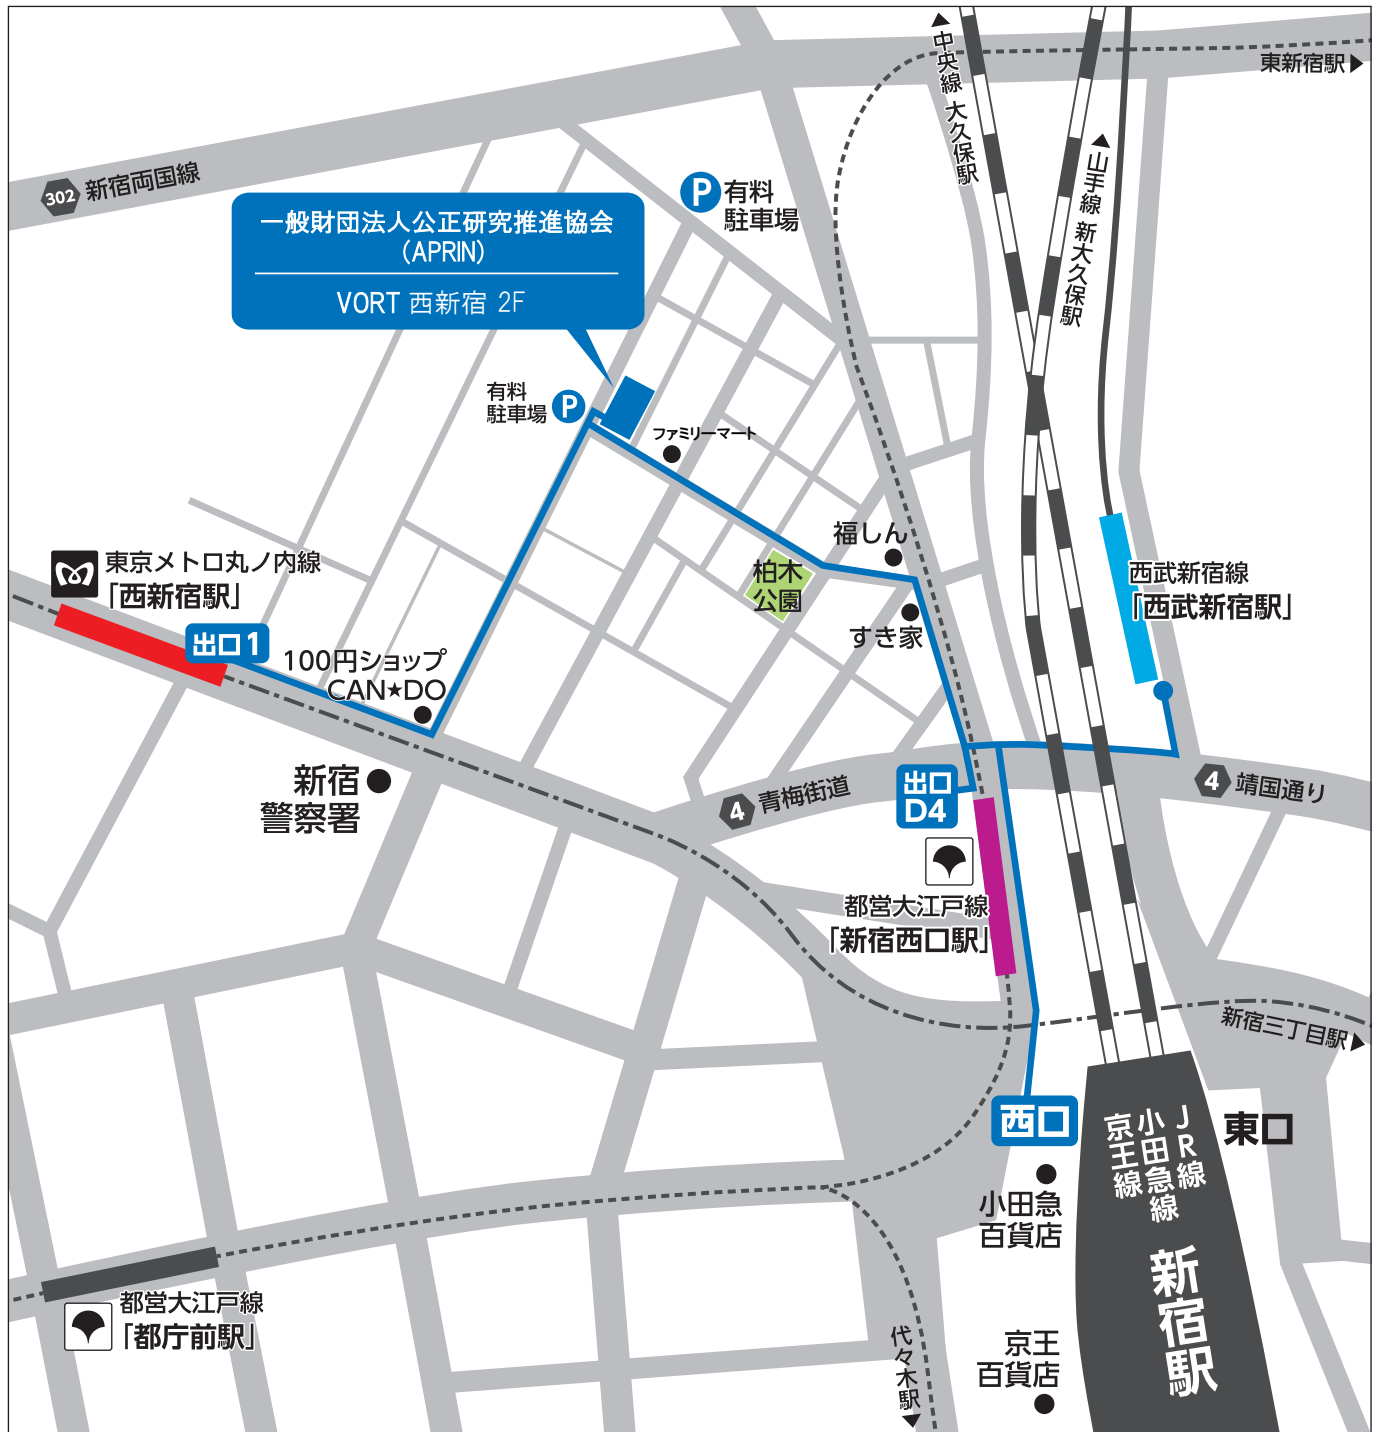 ▲中央線 大久保駅
東新宿駅▶
▲山手線 新大久保駅
302 新宿両国線
P 有料
駐車場
一般財団法人公正研究推進協会
(APRIN)
VORT 西新宿 2F
有料
駐車場 P
ファミリーマート
福しん
柏木
公園
すき家
東京メトロ丸ノ内線
「西新宿駅」
出口1
100円ショップ
CAN★DO
西武新宿線
「西武新宿駅」
新宿
警察署
4 青梅街道
出口
D4
4 靖国通り
都営大江戸線
「新宿西口駅」
新宿三丁目駅▶
西口
東口
JR線
小田急線
京王線
新宿駅
小田急
百貨店
京王
百貨店
都営大江戸線
「都庁前駅」
代々木駅▼